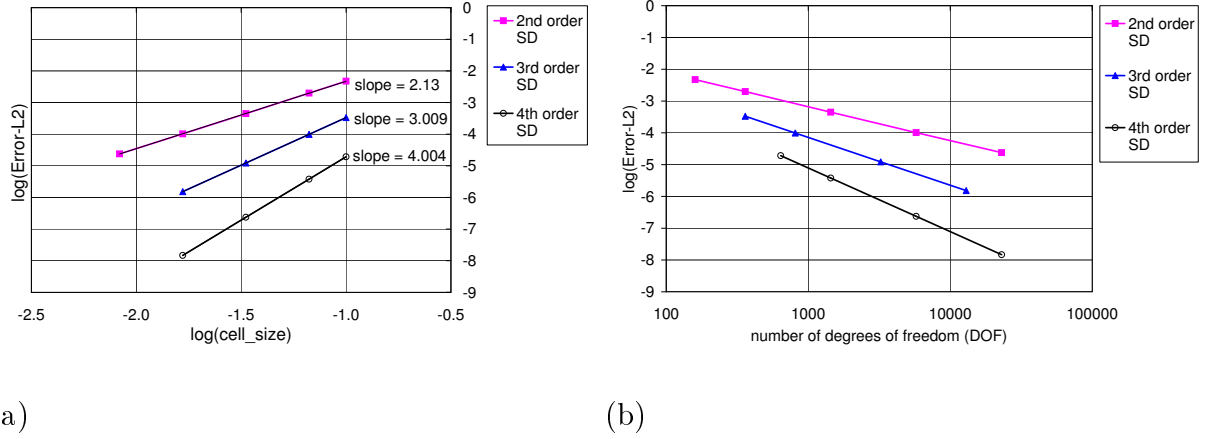 0
-1
-2
-3
-4
-5
-6
-7
-8
-9
log(Error-L2)
-2.5
-2.0
-1.5
-1.0
-0.5
log(cell_size)
slope = 2.13
slope = 3.009
slope = 4.004
2nd order
SD
3rd order
SD
4th order
SD
a)
0
-1
-2
-3
-4
-5
-6
-7
-8
-9
log(Error-L2)
100
1000
10000
100000
number of degrees of freedom (DOF)
2nd order
SD
3rd order
SD
4th order
SD
(b)